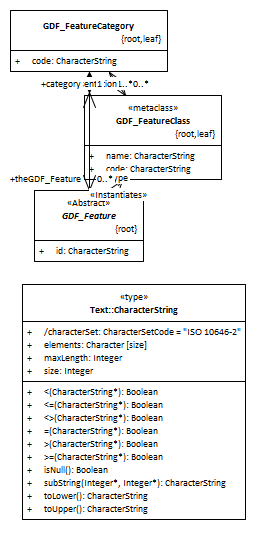 GDF_FeatureCategory
{root,leaf}
+ code: CharacterString
+category 1..* 0..*
«metaclass»
GDF_FeatureClass
{root,leaf}
+ name: CharacterString
+ code: CharacterString
+theGDF_Feature 0..*
«Instantiates»
«Abstract»
GDF_Feature
{root}
+ id: CharacterString
«type»
Text::CharacterString
+ /characterSet: CharacterSetCode = "ISO 10646-2"
+ elements: Character [size]
+ maxLength: Integer
+ size: Integer
+ <(CharacterString*): Boolean
+ <=(CharacterString*): Boolean
+ <>(CharacterString*): Boolean
+ =(CharacterString*): Boolean
+ >(CharacterString*): Boolean
+ >=(CharacterString*): Boolean
+ isNull(): Boolean
+ subString(Integer*, Integer*): CharacterString
+ toLower(): CharacterString
+ toUpper(): CharacterString